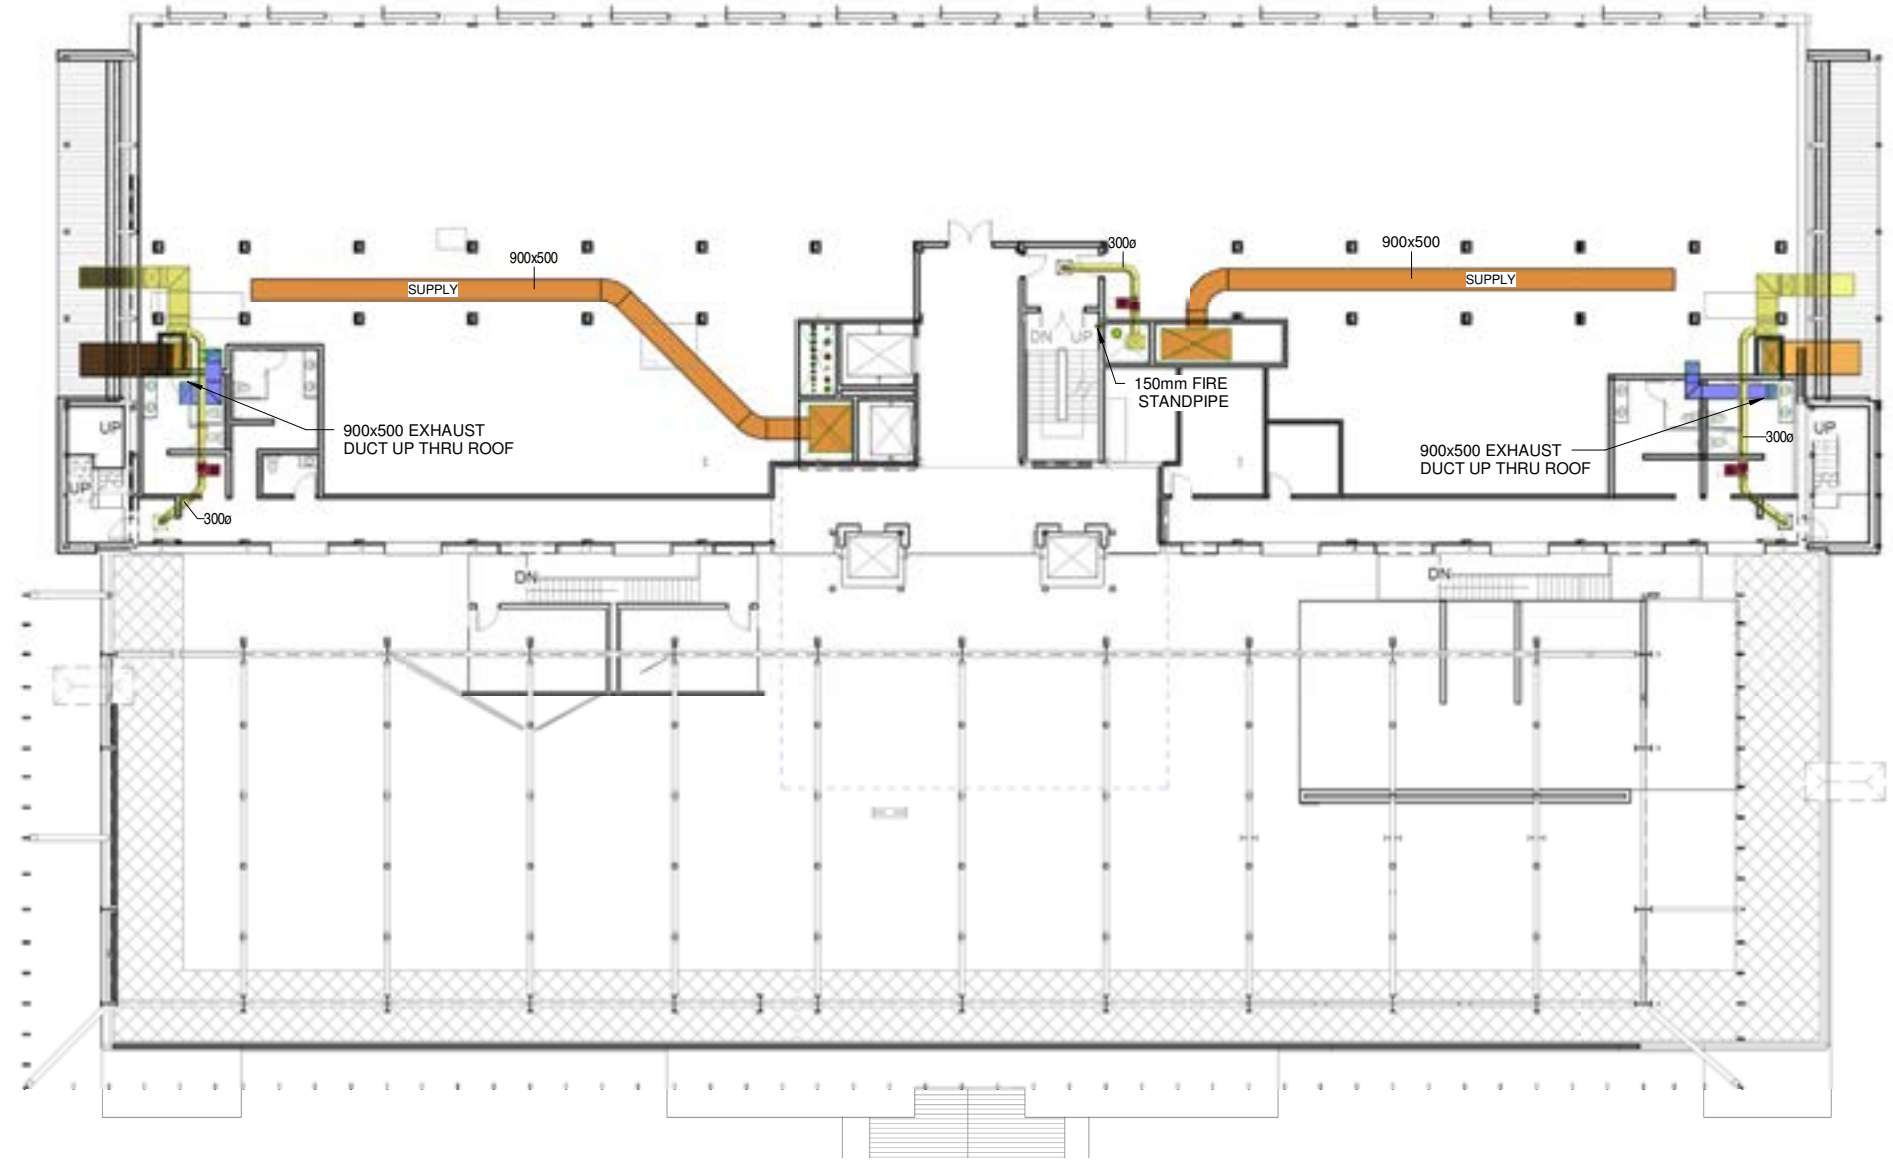 300ø
900x500
900x500
SUPPLY
SUPPLY
DN UP
150mm FIRE
STANDPIPE
UP
900x500 EXHAUST
DUCT UP THRU ROOF
UP
300ø
900x500 EXHAUST
DUCT UP THRU ROOF
UP
300ø
DN
DN